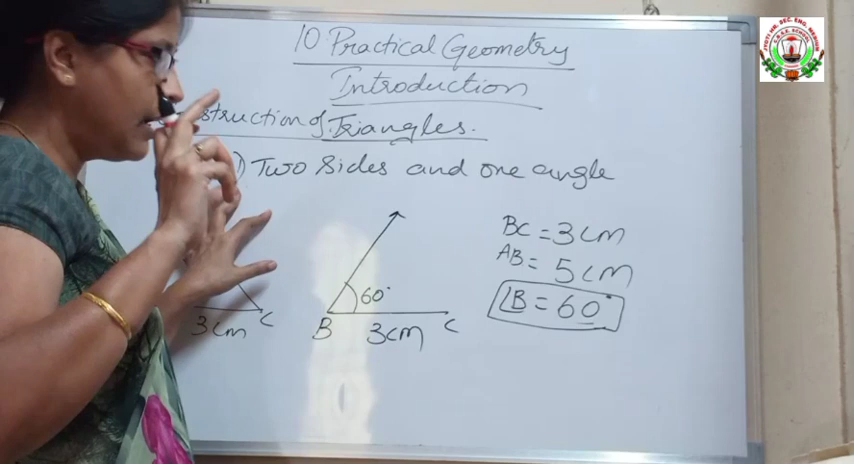 10 Practical Geometry
Introduction
struction of Triangles.
1) Two Sides and one angle
BC = 3cm
AB = 5cm
∠B = 60°
60°
3cm C
B 3cm C